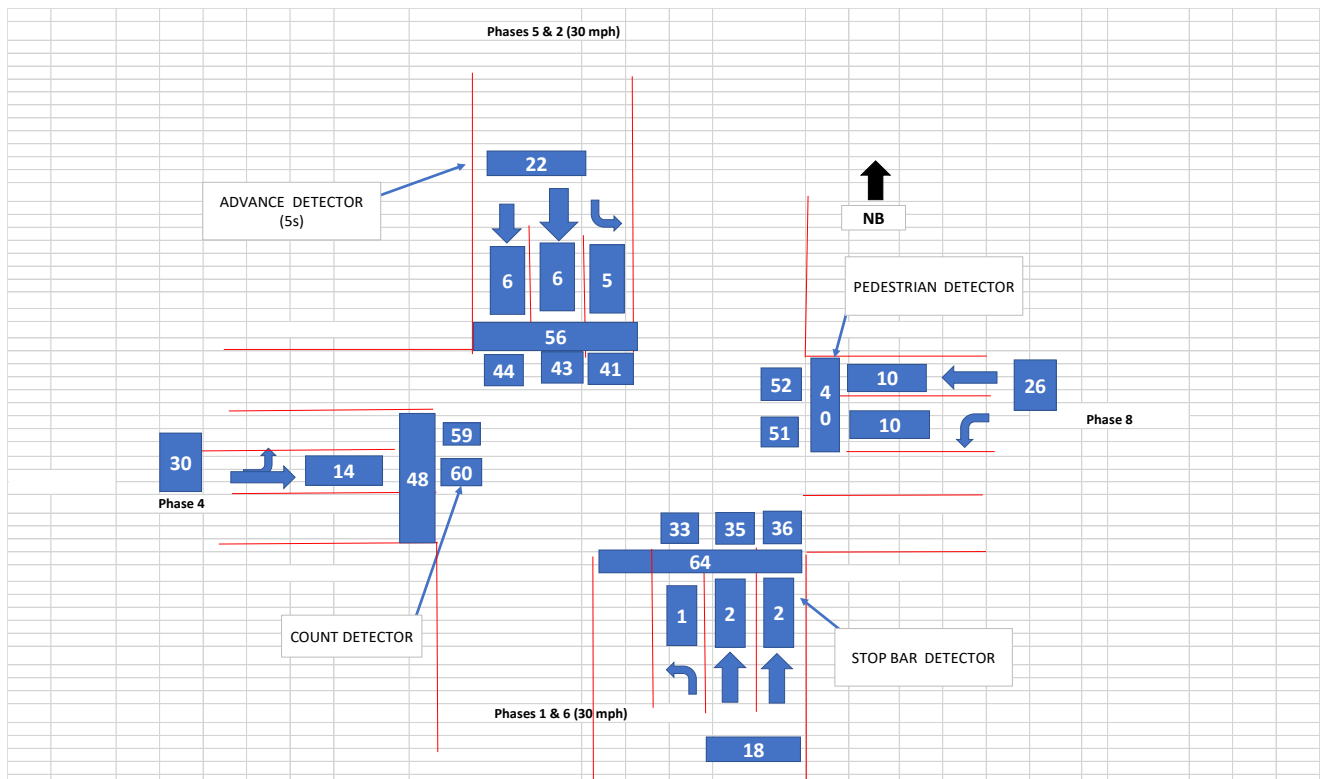 Phases 5 & 2 (30 mph)
22
ADVANCE DETECTOR
(5s)
NB
6
6
5
PEDESTRIAN DETECTOR
56
44
43
41
52
4
0
10
26
51
10
Phase 8
30
14
48
59
60
Phase 4
33
35
36
64
1
2
2
COUNT DETECTOR
STOP BAR DETECTOR
Phases 1 & 6 (30 mph)
18